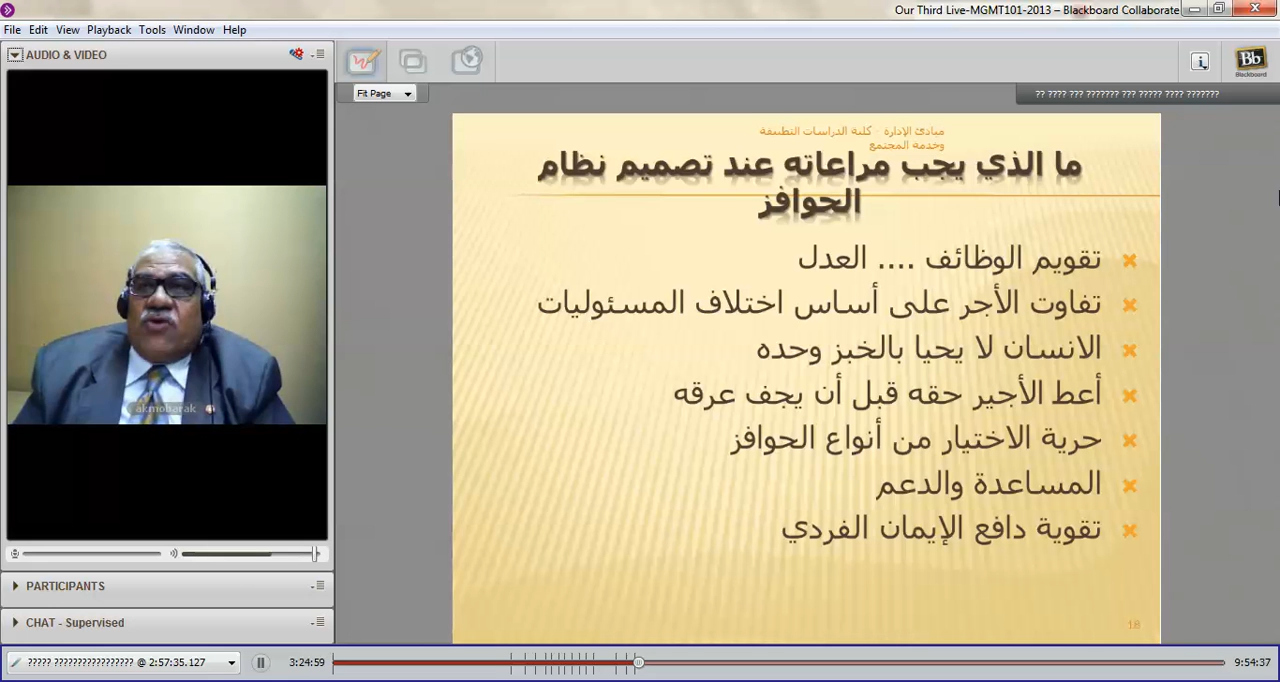 Our Third Live-MGMT101-2013 – Blackboard Collaborate
File Edit View Playback Tools Window Help
AUDIO & VIDEO
akmobarak
PARTICIPANTS
CHAT - Supervised
Fit Page
Bb
Blackboard
?? ???? ??? ??????? ??? ????? ???? ???????
مبادئ الإدارة - كلية الدراسات التطبيقة
وخدمة المجتمع
ما الذي يجب مراعاته عند تصميم نظام
الحوافز
تقويم الوظائف .... العدل
تفاوت الأجر على أساس اختلاف المسئوليات
الانسان لا يحيا بالخبز وحده
أعط الأجير حقه قبل أن يجف عرقه
حرية الاختيار من أنواع الحوافز
المساعدة والدعم
تقوية دافع الإيمان الفردي
18
????? ????????????????? @ 2:57:35.127
3:24:59
9:54:37